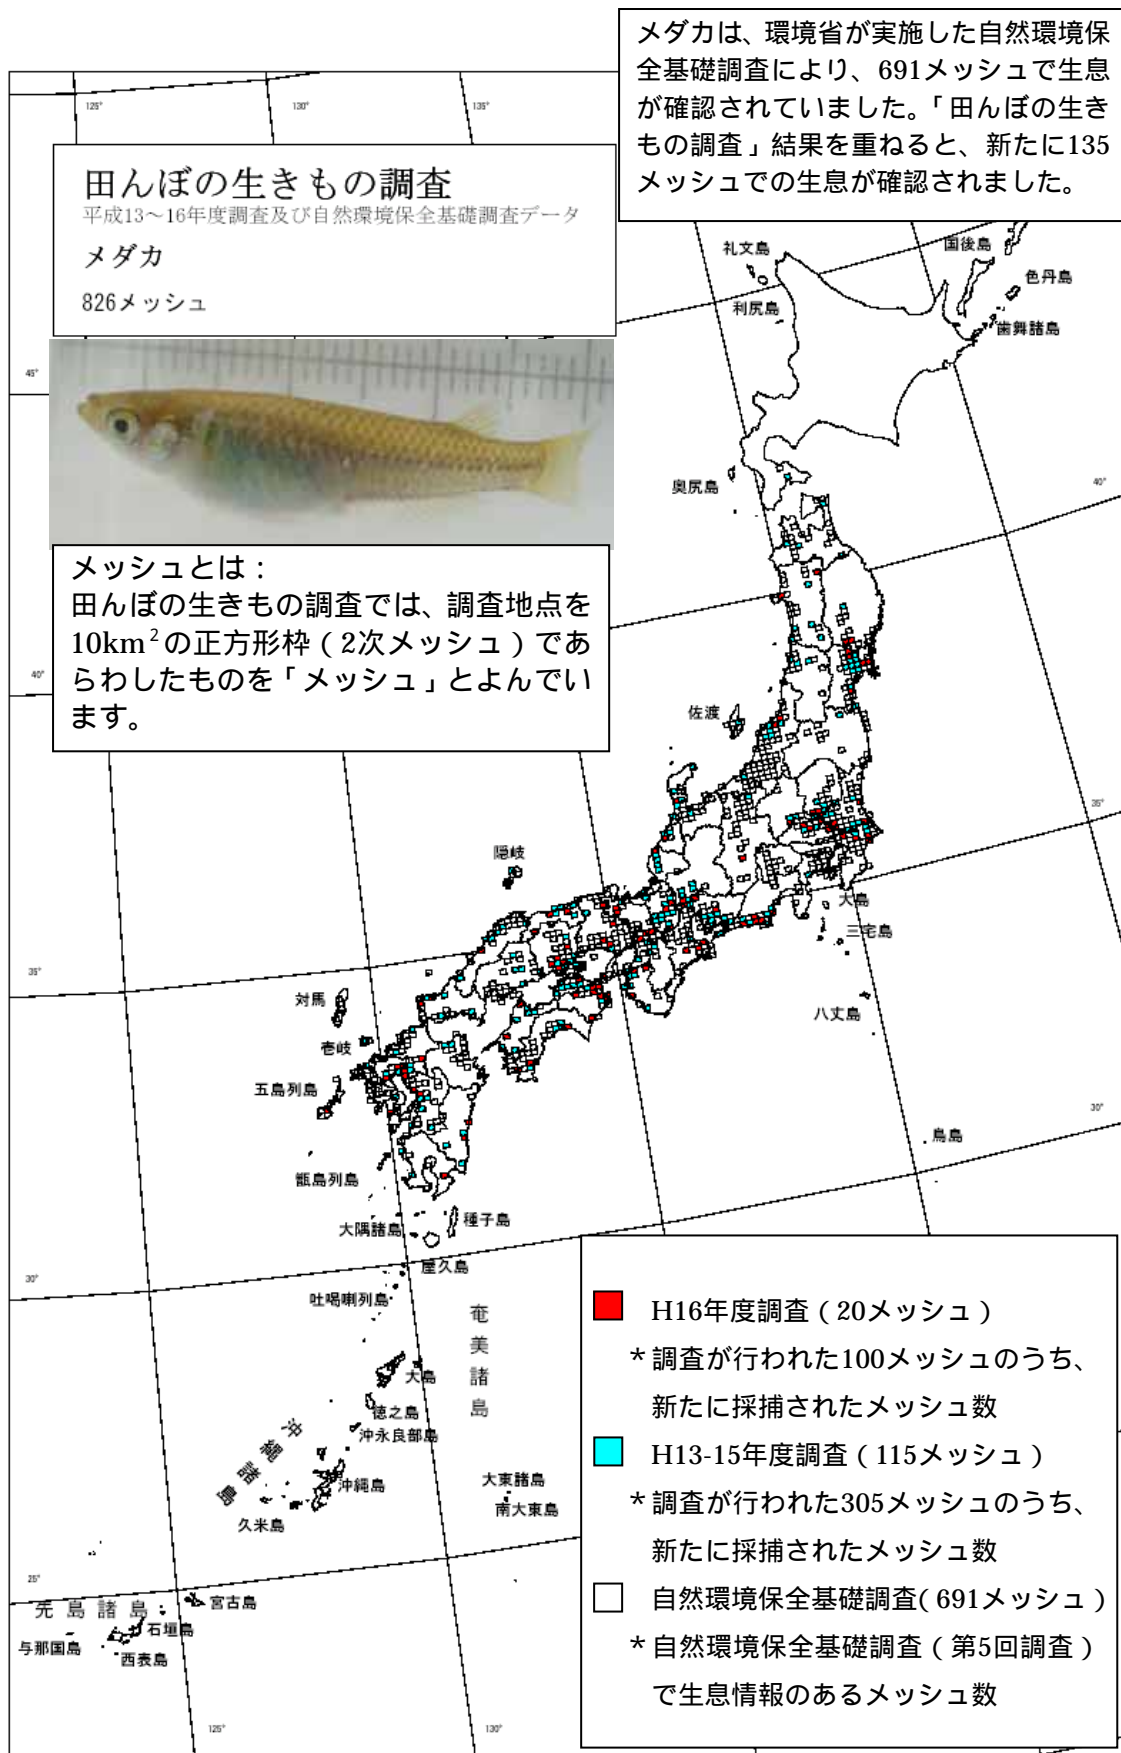 メダカは、環境省が実施した自然環境保
全基礎調査により、691メッシュで生息
が確認されていました。「田んぼの生き
もの調査」結果を重ねると、新たに135
メッシュでの生息が確認されました。
125°
130°
135°
田んぼの生きもの調査
平成13～16年度調査及び自然環境保全基礎調査データ
メダカ
826メッシュ
礼文島
国後島
色丹島
利尻島
歯舞諸島
45°
奥尻島
40°
メッシュとは：
田んぼの生きもの調査では、調査地点を
10km²の正方形枠（2次メッシュ）であ
らわしたものを「メッシュ」とよんでい
ます。
40°
佐渡
35°
隠岐
大島
三宅島
35°
対馬
八丈島
壱岐
五島列島
30°
鳥島
甑島列島
大隅諸島
種子島
屋久島
30°
吐噶喇列島
奄美諸島
大島
徳之島
沖永良部島
沖縄諸島
沖縄島
大東諸島
南大東島
久米島
25°
先島諸島
宮古島
石垣島
与那国島
西表島
125°
130°
H16年度調査（20メッシュ）
＊調査が行われた100メッシュのうち、
新たに採捕されたメッシュ数
H13-15年度調査（115メッシュ）
＊調査が行われた305メッシュのうち、
新たに採捕されたメッシュ数
自然環境保全基礎調査（691メッシュ）
＊自然環境保全基礎調査（第5回調査）
で生息情報のあるメッシュ数